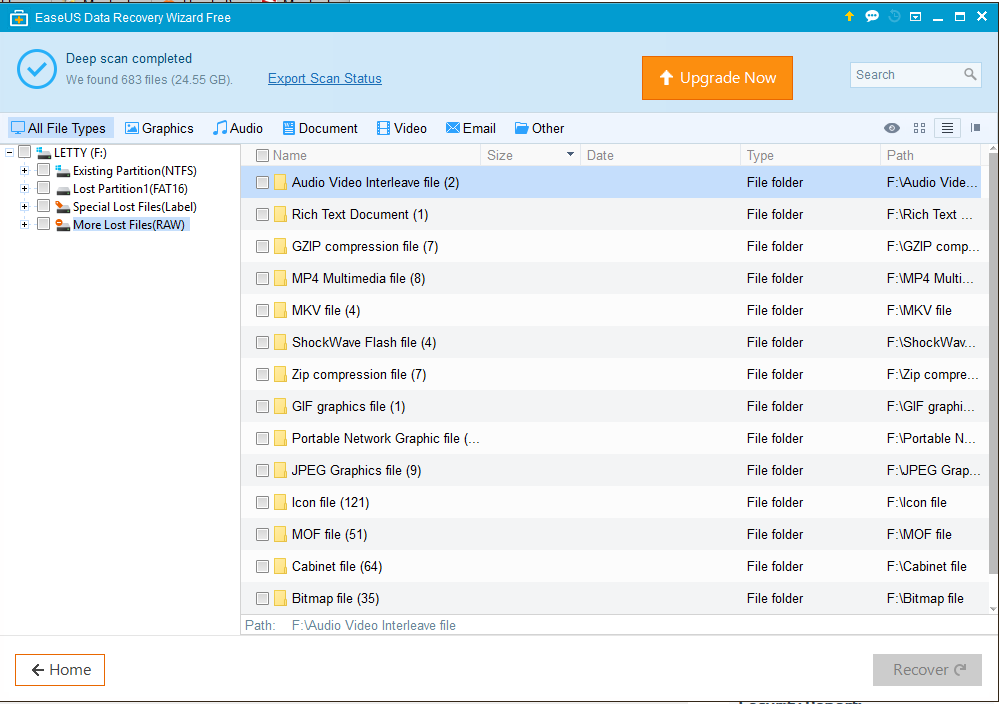 EaseUS Data Recovery Wizard Free
Deep scan completed
We found 683 files (24.55 GB).
Export Scan Status
Upgrade Now
Search
All File Types Graphics Audio Document Video Email Other
LETTY (F:)
Existing Partition(NTFS)
Lost Partition1(FAT16)
Special Lost Files(Label)
More Lost Files(RAW)
Name Size Date Type Path
Audio Video Interleave file (2) File folder F:\Audio Vide...
Rich Text Document (1) File folder F:\Rich Text ...
GZIP compression file (7) File folder F:\GZIP comp...
MP4 Multimedia file (8) File folder F:\MP4 Multi...
MKV file (4) File folder F:\MKV file
ShockWave Flash file (4) File folder F:\ShockWav...
Zip compression file (7) File folder F:\Zip compre...
GIF graphics file (1) File folder F:\GIF graphi...
Portable Network Graphic file (... File folder F:\Portable N...
JPEG Graphics file (9) File folder F:\JPEG Grap...
Icon file (121) File folder F:\Icon file
MOF file (51) File folder F:\MOF file
Cabinet file (64) File folder F:\Cabinet file
Bitmap file (35) File folder F:\Bitmap file
Path: F:\Audio Video Interleave file
Home
Recover